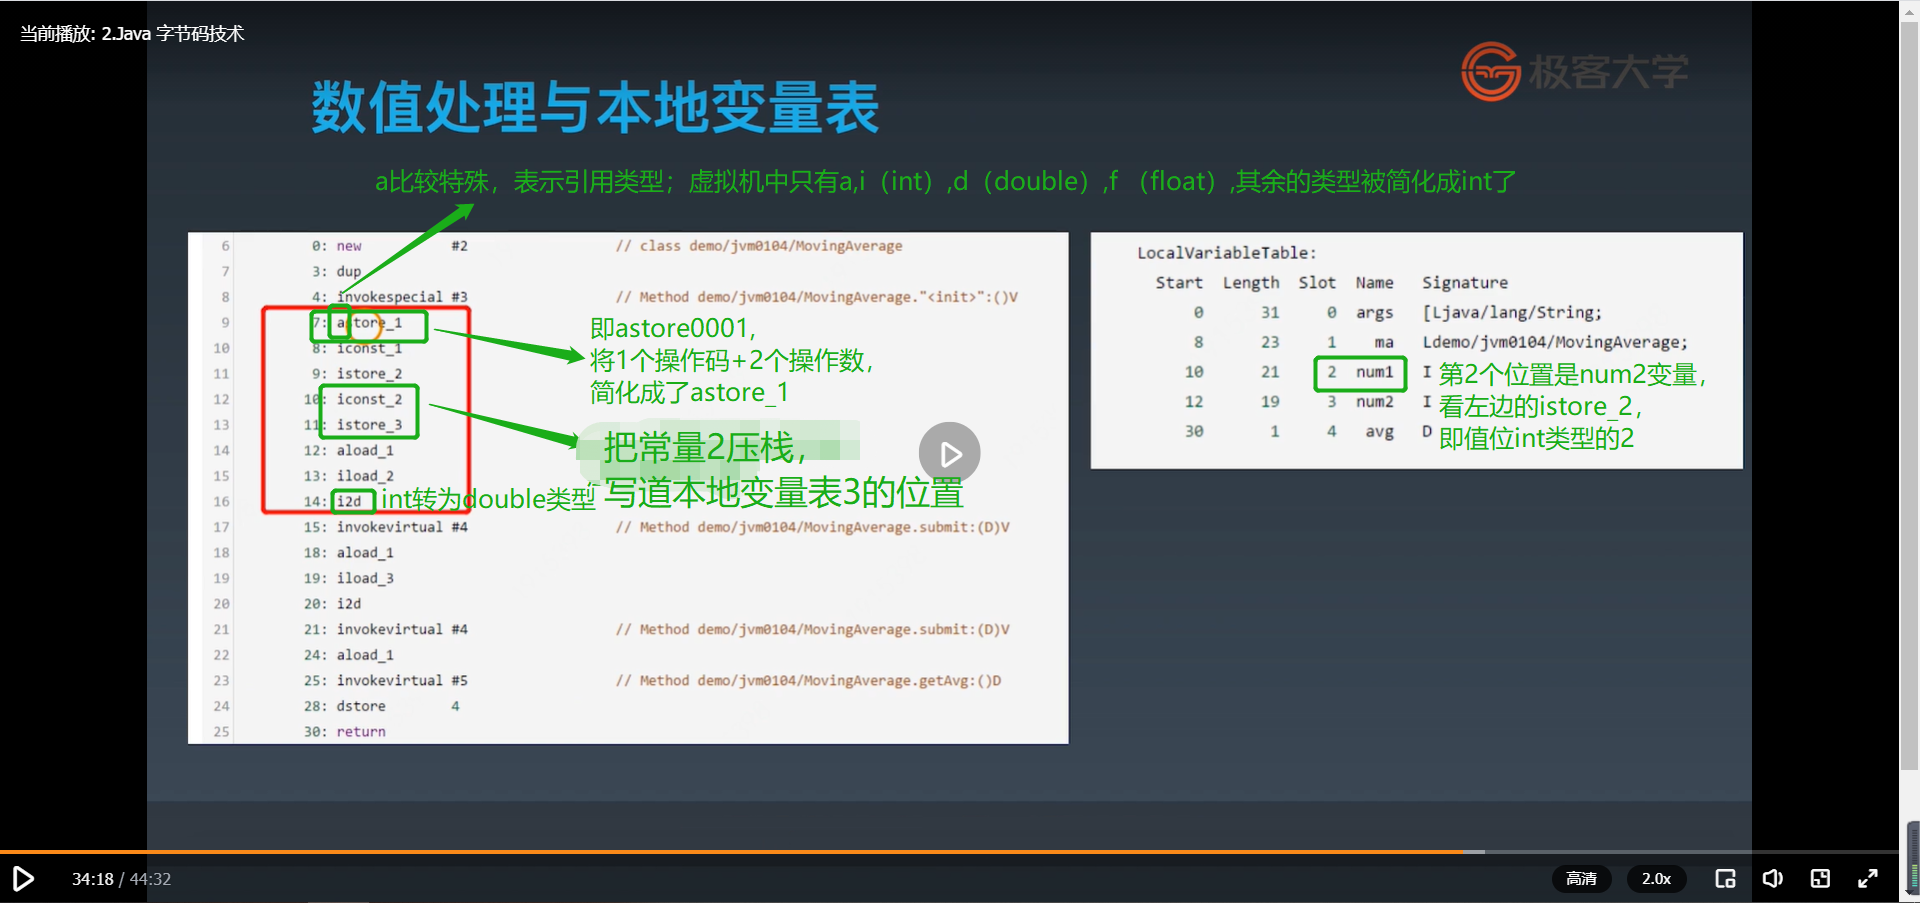 当前播放: 2.Java 字节码技术
极客大学
数值处理与本地变量表
a比较特殊，表示引用类型；虚拟机中只有a,i（int）,d（double）,f （float）,其余的类型被简化成int了
6 0: new #2 // class demo/jvm0104/MovingAverage
7 3: dup
8 4: invokespecial #3 // Method demo/jvm0104/MovingAverage."<init>":()V
9 7: astore_1
10 8: iconst_1
11 9: istore_2
12 10: iconst_2
13 11: istore_3
14 12: aload_1
15 13: iload_2
16 14: i2d
17 15: invokevirtual #4 // Method demo/jvm0104/MovingAverage.submit:(D)V
18 18: aload_1
19 19: iload_3
20 20: i2d
21 21: invokevirtual #4 // Method demo/jvm0104/MovingAverage.submit:(D)V
22 24: aload_1
23 25: invokevirtual #5 // Method demo/jvm0104/MovingAverage.getAvg:()D
24 28: dstore 4
25 30: return
即astore0001,
将1个操作码+2个操作数,
简化成了astore_1
把常量2压栈,
写道本地变量表3的位置
int转为double类型
LocalVariableTable:
Start Length Slot Name Signature
0 31 0 args [Ljava/lang/String;
8 23 1 ma Ldemo/jvm0104/MovingAverage;
10 21 2 num1 I
12 19 3 num2 I
30 1 4 avg D
第2个位置是num2变量,
看左边的istore_2,
即值位int类型的2
34:18 / 44:32
高清
2.0x